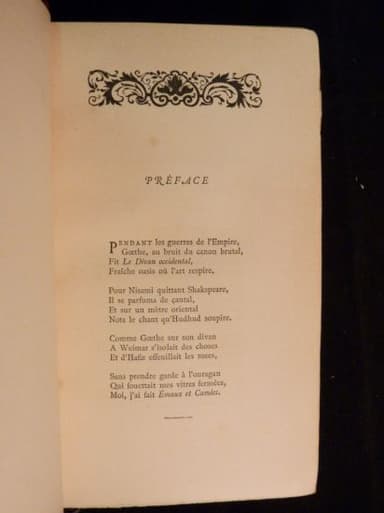 PRÉFACE
PENDANT les guerres de l'Empire,
Gœthe, au bruit du canon brutal,
Fit Le Divan occidental,
Fraîche oasis où l'art respire.
Pour Nisami quittant Shakspeare,
Il se parfuma de çantal,
Et sur un mètre oriental
Nota le chant qu'Hudhud soupire.
Comme Gœthe sur son divan
A Weimar s'isolait des choses
Et d'Hafiz effeuillait les roses,
Sans prendre garde à l'ouragan
Qui fouettait mes vitres fermées,
Moi, j'ai fait Émaux et Camées.